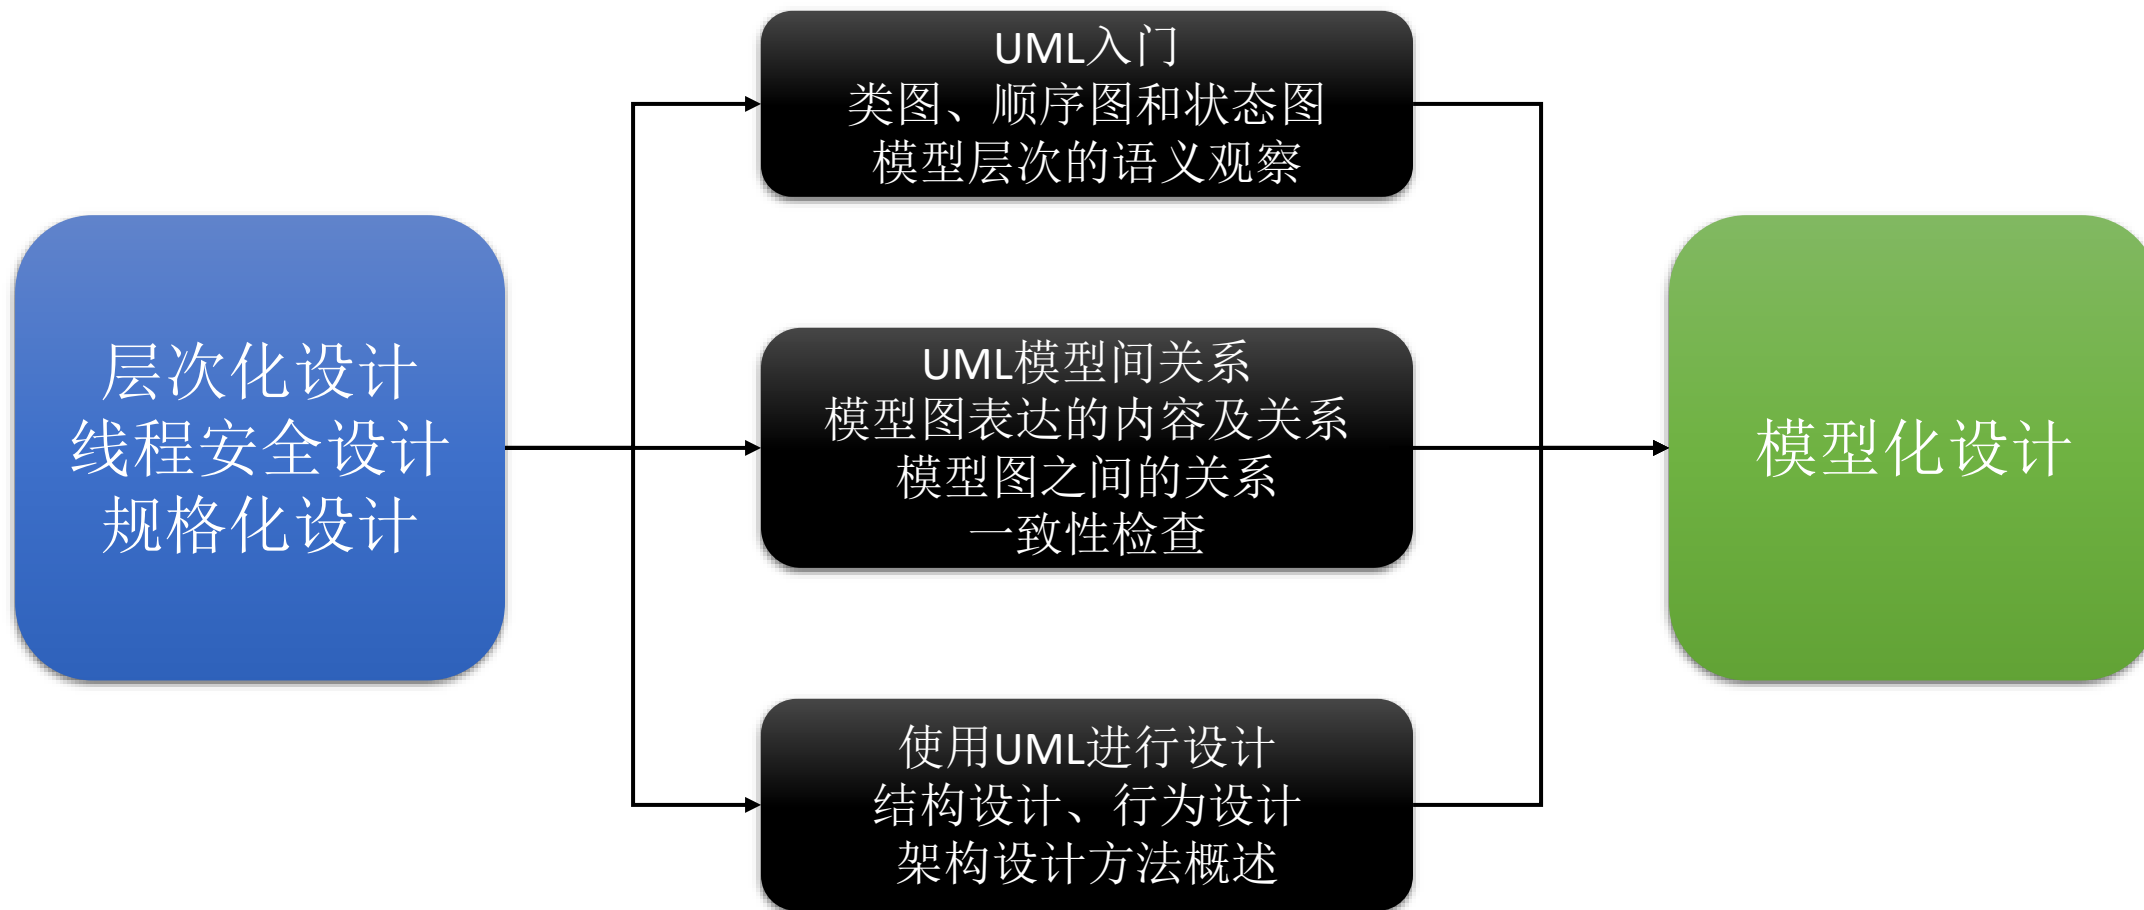 层次化设计
线程安全设计
规格化设计
UML入门
类图、顺序图和状态图
模型层次的语义观察
UML模型间关系
模型图表达的内容及关系
模型图之间的关系
一致性检查
使用UML进行设计
结构设计、行为设计
架构设计方法概述
模型化设计